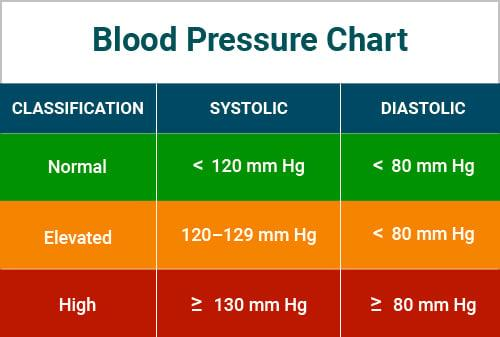 Blood Pressure Chart
CLASSIFICATION SYSTOLIC DIASTOLIC
Normal < 120 mm Hg < 80 mm Hg
Elevated 120–129 mm Hg < 80 mm Hg
High ≥ 130 mm Hg ≥ 80 mm Hg